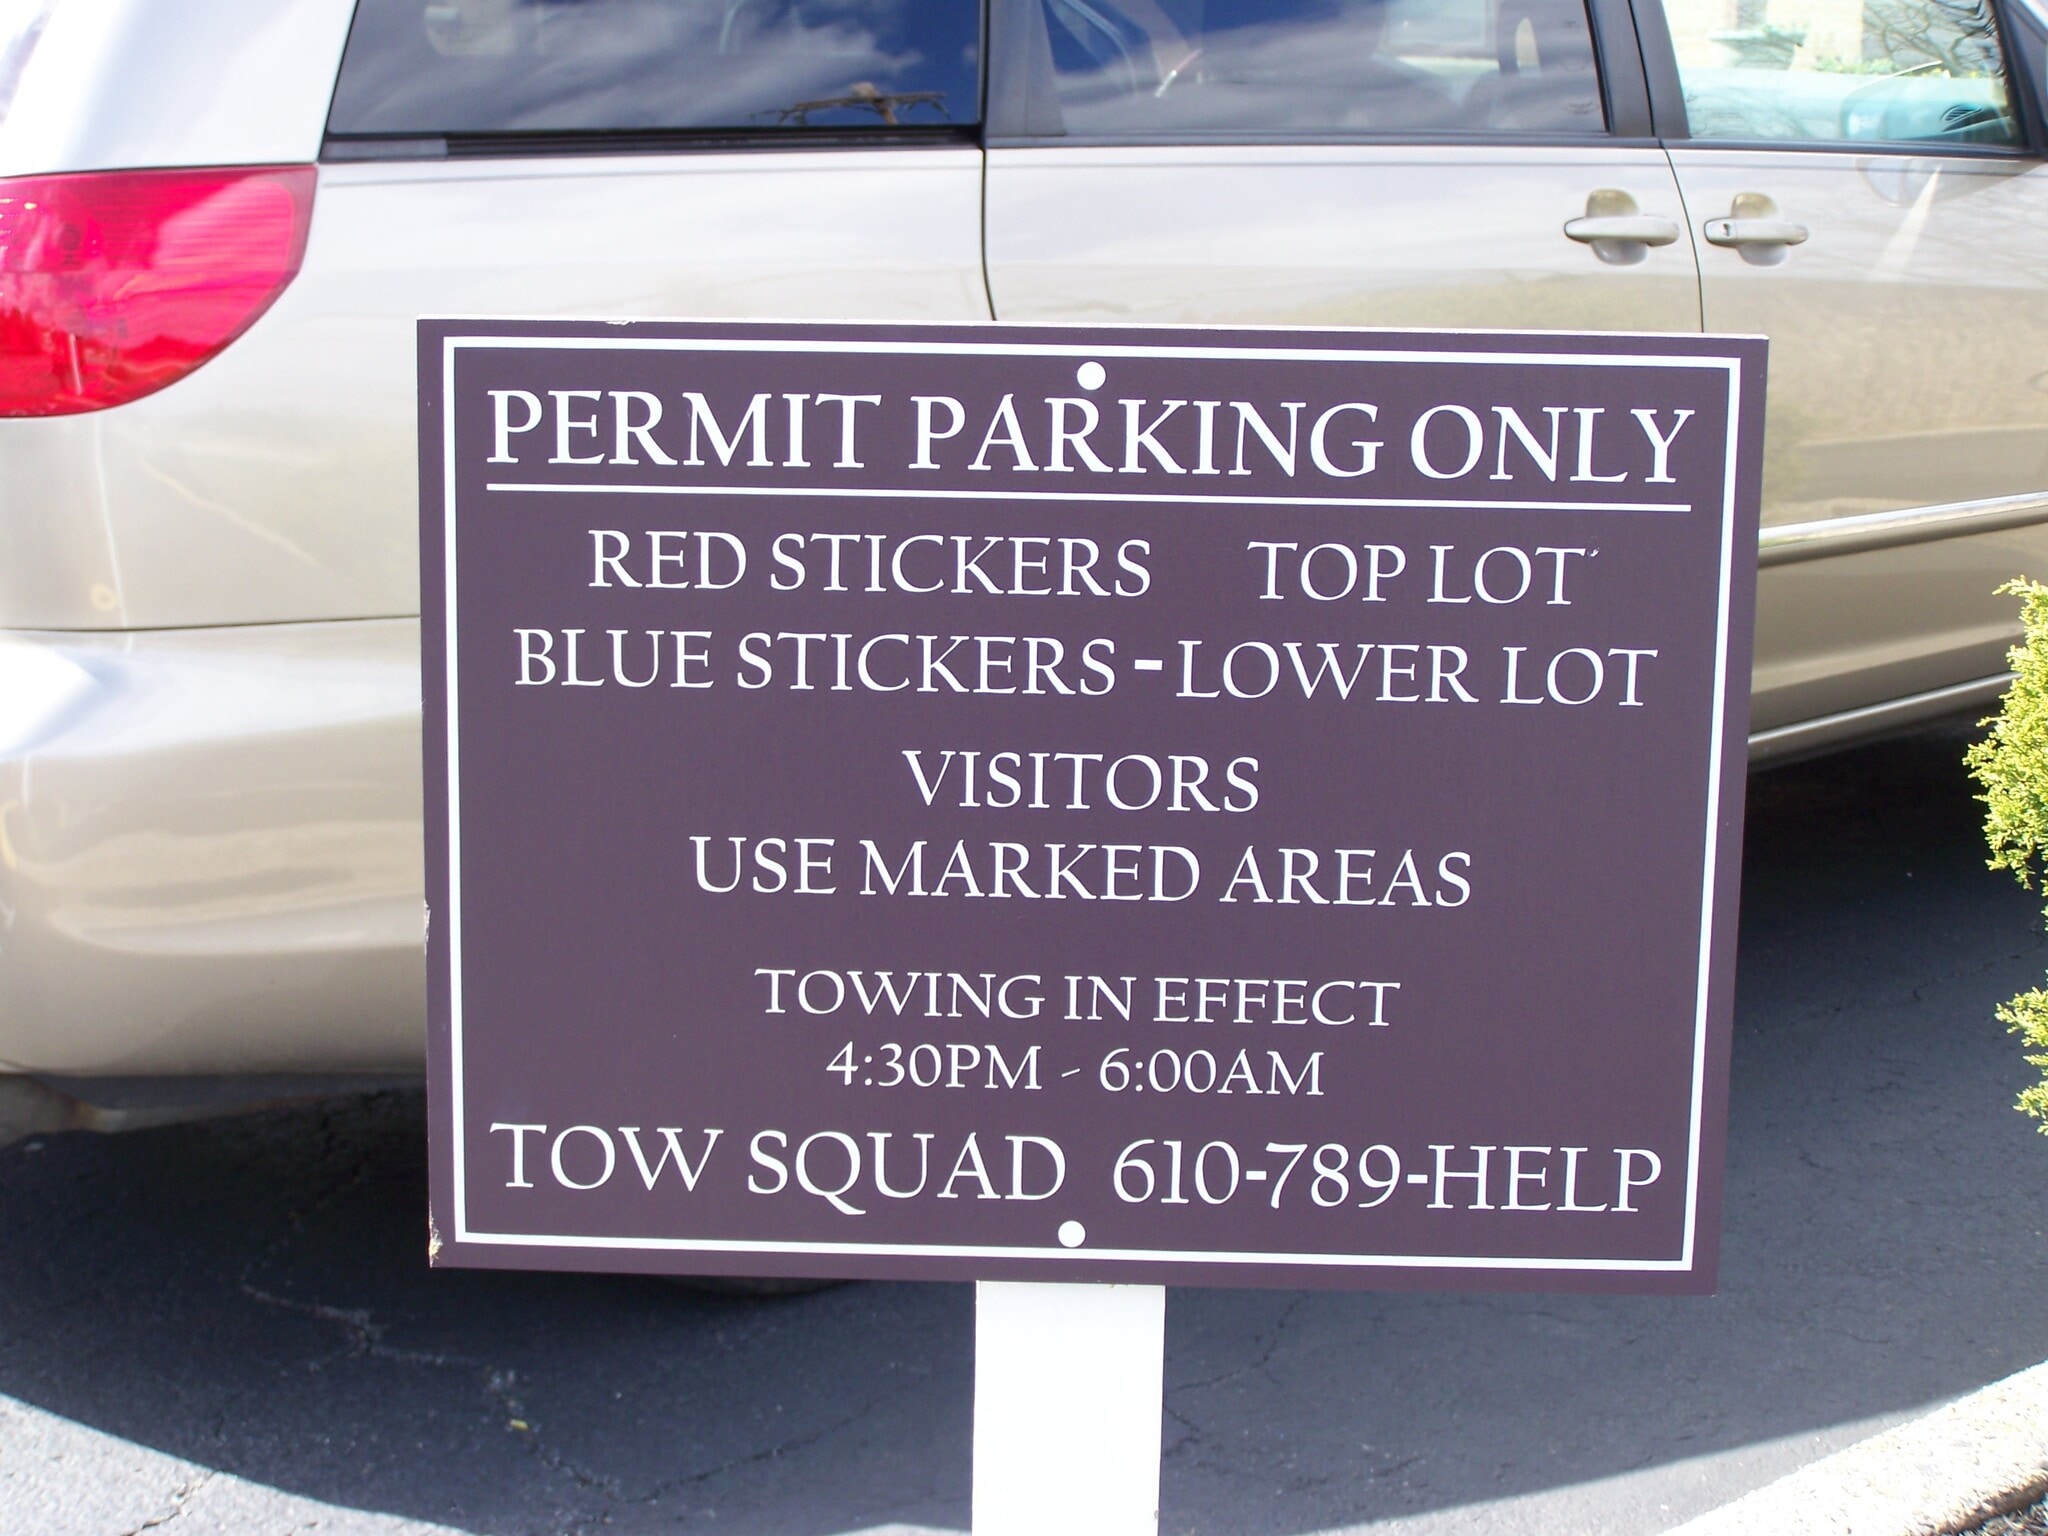 PERMIT PARKING ONLY
RED STICKERS TOP LOT
BLUE STICKERS - LOWER LOT
VISITORS
USE MARKED AREAS
TOWING IN EFFECT
4:30PM - 6:00AM
TOW SQUAD 610-789-HELP